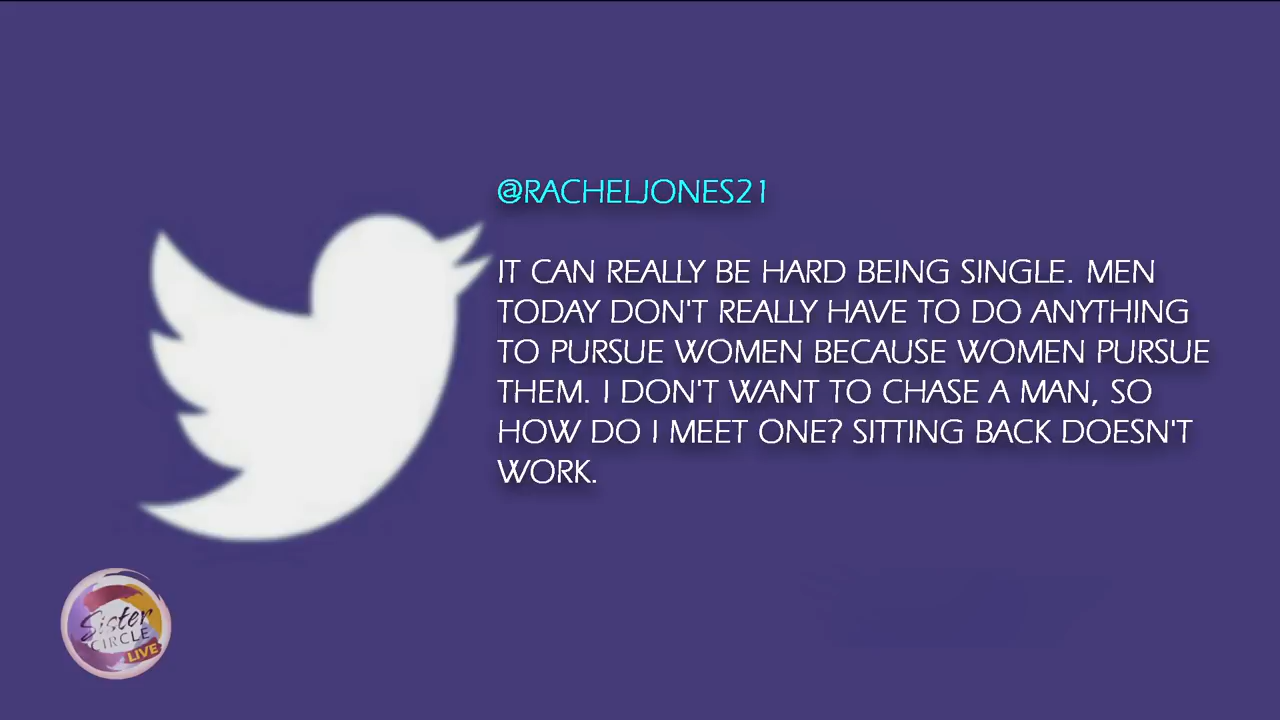 @RACHELJONES21
IT CAN REALLY BE HARD BEING SINGLE. MEN
TODAY DON'T REALLY HAVE TO DO ANYTHING
TO PURSUE WOMEN BECAUSE WOMEN PURSUE
THEM. I DON'T WANT TO CHASE A MAN, SO
HOW DO I MEET ONE? SITTING BACK DOESN'T
WORK.
Sister
CIRCLE
LIVE